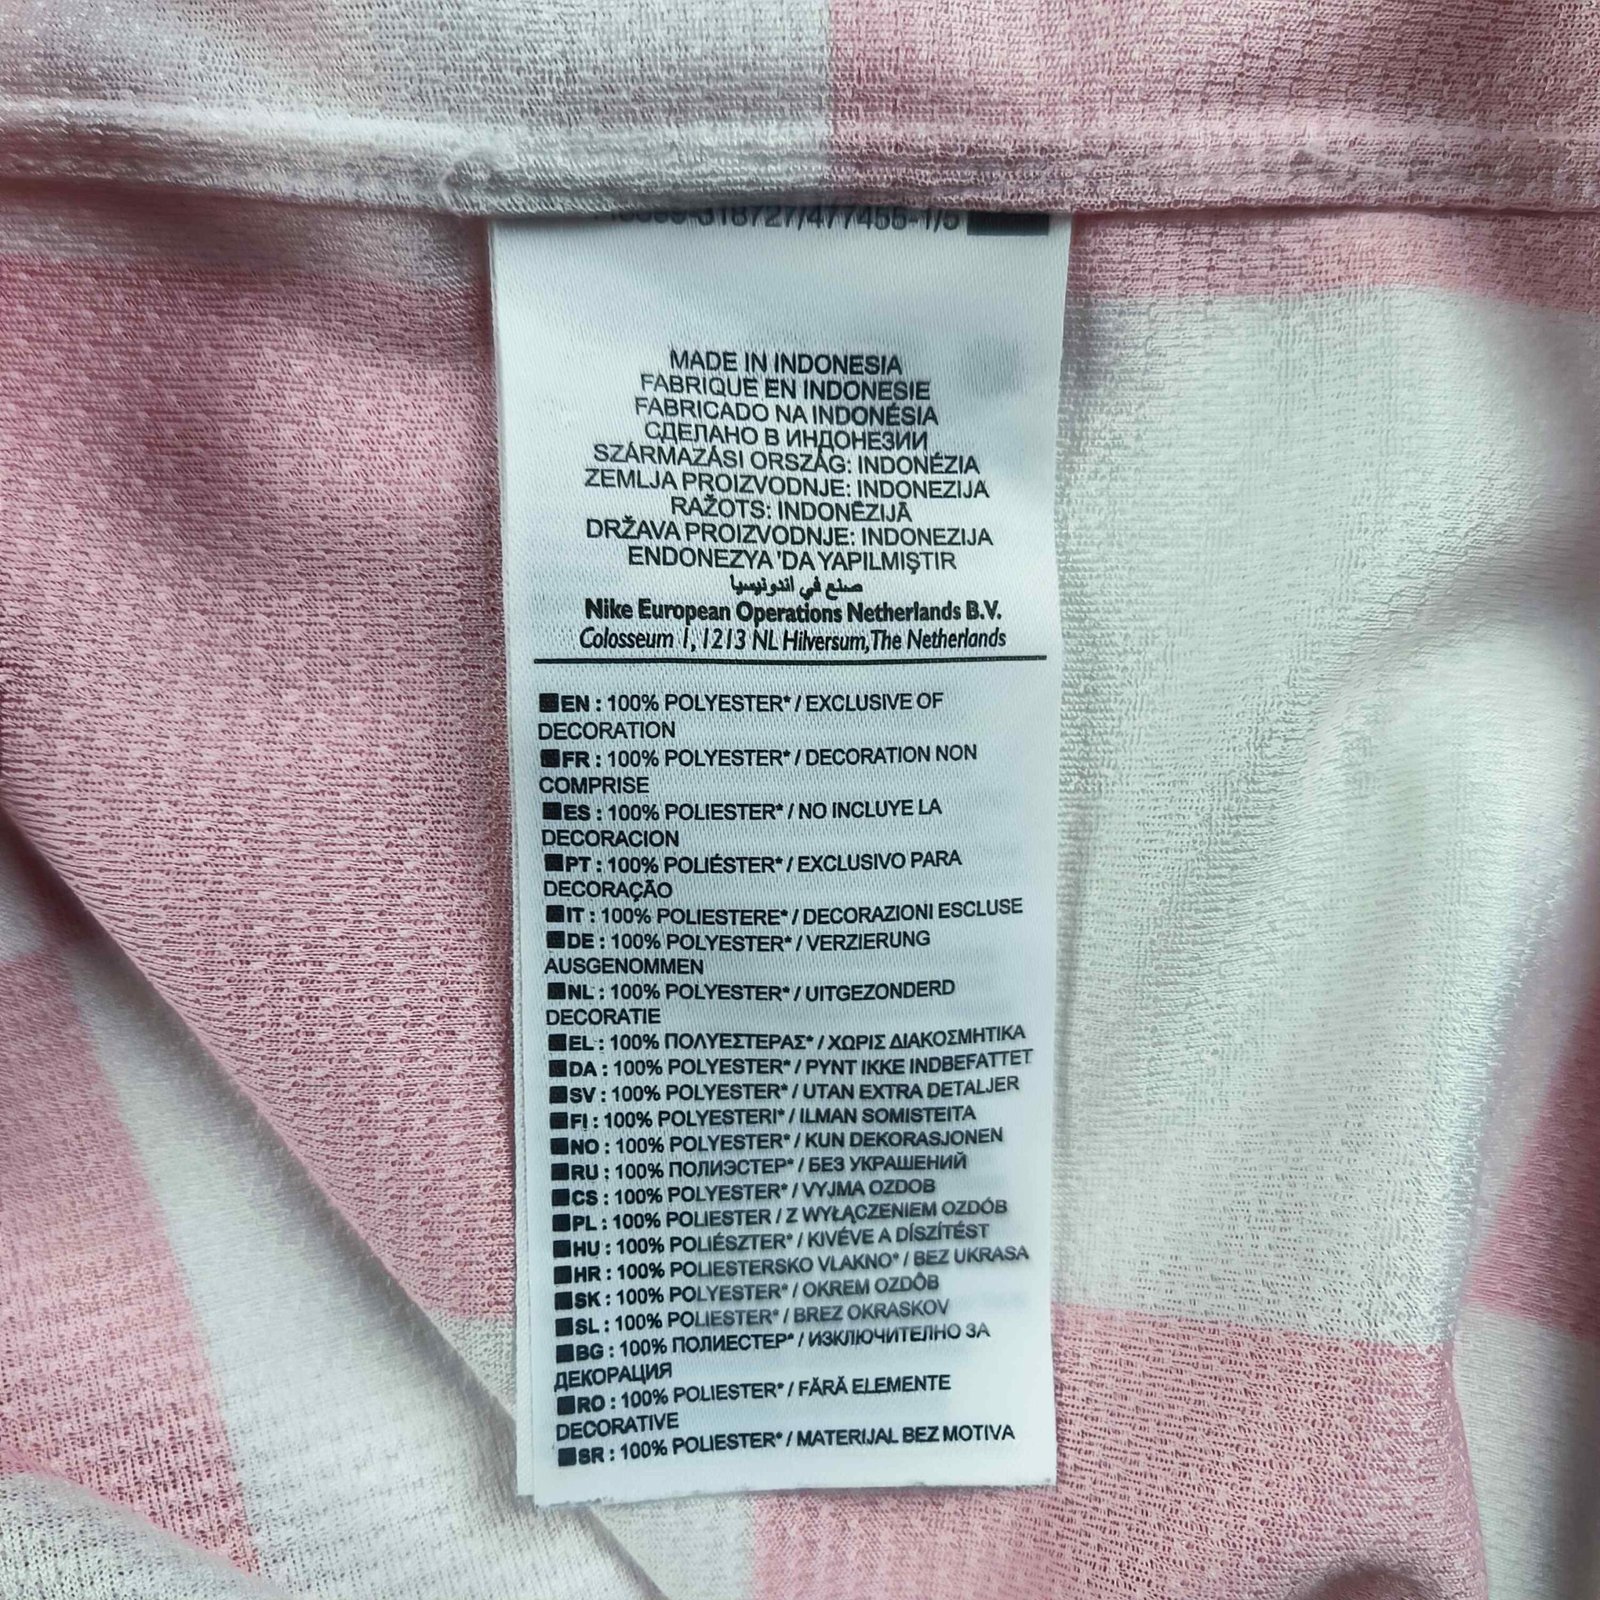 318727/477455-1/5
MADE IN INDONESIA
FABRIQUE EN INDONESIE
FABRICADO NA INDONÉSIA
СДЕЛАНО В ИНДОНЕЗИИ
SZÁRMAZÁSI ORSZÁG: INDONÉZIA
ZEMLJA PROIZVODNJE: INDONEZIJA
RAŽOTS: INDONĒZIJĀ
DRŽAVA PROIZVODNJE: INDONEZIJA
ENDONEZYA 'DA YAPILMIŞTIR
صنع في اندونيسيا
Nike European Operations Netherlands B.V.
Colosseum 1, 1213 NL Hilversum, The Netherlands
EN : 100% POLYESTER* / EXCLUSIVE OF
DECORATION
FR : 100% POLYESTER* / DECORATION NON
COMPRISE
ES : 100% POLIESTER* / NO INCLUYE LA
DECORACION
PT : 100% POLIÉSTER* / EXCLUSIVO PARA
DECORAÇÃO
IT : 100% POLIESTERE* / DECORAZIONI ESCLUSE
DE : 100% POLYESTER* / VERZIERUNG
AUSGENOMMEN
NL : 100% POLYESTER* / UITGEZONDERD
DECORATIE
EL : 100% ΠΟΛΥΕΣΤΕΡΑΣ* / ΧΩΡΙΣ ΔΙΑΚΟΣΜΗΤΙΚΑ
DA : 100% POLYESTER* / PYNT IKKE INDBEFATTET
SV : 100% POLYESTER* / UTAN EXTRA DETALJER
FI : 100% POLYESTERI* / ILMAN SOMISTEITA
NO : 100% POLYESTER* / KUN DEKORASJONEN
RU : 100% ПОЛИЭСТЕР* / БЕЗ УКРАШЕНИЙ
CS : 100% POLYESTER* / VYJMA OZDOB
PL : 100% POLIESTER / Z WYŁĄCZENIEM OZDÓB
HU : 100% POLIÉSZTER* / KIVÉVE A DÍSZÍTÉST
HR : 100% POLIESTERSKO VLAKNO* / BEZ UKRASA
SK : 100% POLYESTER* / OKREM OZDÔB
SL : 100% POLIESTER* / BREZ OKRASKOV
BG : 100% ПОЛИЕСТЕР* / ИЗКЛЮЧИТЕЛНО ЗА
ДЕКОРАЦИЯ
RO : 100% POLIESTER* / FĂRĂ ELEMENTE
DECORATIVE
SR : 100% POLIESTER* / MATERIJAL BEZ MOTIVA